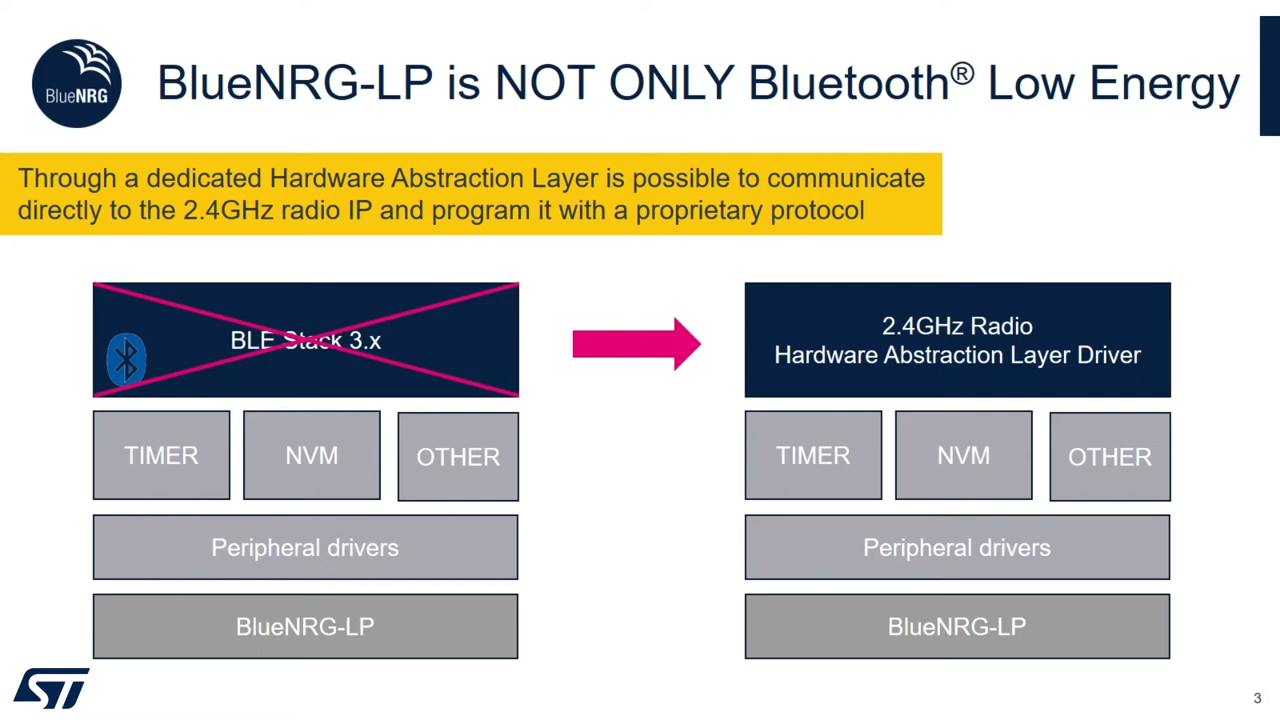 BlueNRG
BlueNRG-LP is NOT ONLY Bluetooth® Low Energy
Through a dedicated Hardware Abstraction Layer is possible to communicate
directly to the 2.4GHz radio IP and program it with a proprietary protocol
BLE Stack 3.x
TIMER
NVM
OTHER
Peripheral drivers
BlueNRG-LP
2.4GHz Radio
Hardware Abstraction Layer Driver
TIMER
NVM
OTHER
Peripheral drivers
BlueNRG-LP
ST
3